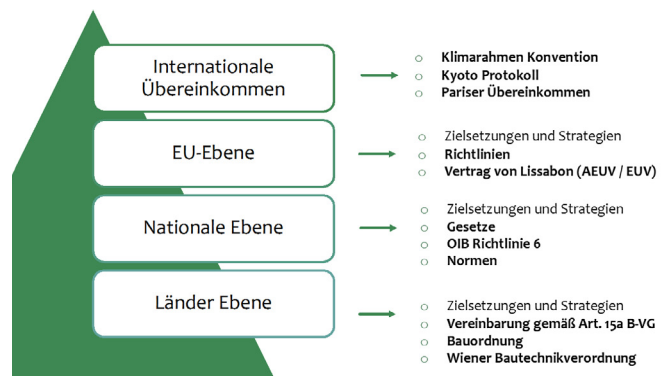 Internationale
Übereinkommen
Klimarahmen Konvention
Kyoto Protokoll
Pariser Übereinkommen
EU-Ebene
Zielsetzungen und Strategien
Richtlinien
Vertrag von Lissabon (AEUV / EUV)
Nationale Ebene
Zielsetzungen und Strategien
Gesetze
OIB Richtlinie 6
Normen
Länder Ebene
Zielsetzungen und Strategien
Vereinbarung gemäß Art. 15a B-VG
Bauordnung
Wiener Bautechnikverordnung